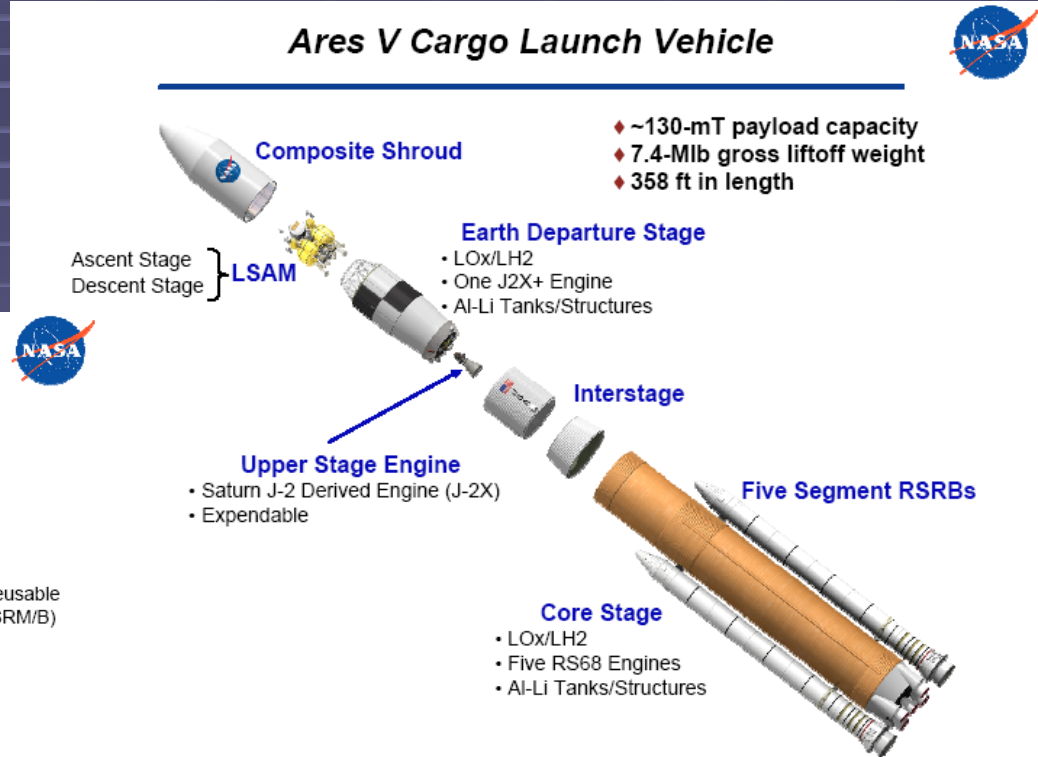 Ares V Cargo Launch Vehicle
NASA
♦ ~130-mT payload capacity
♦ 7.4-Mlb gross liftoff weight
♦ 358 ft in length
Composite Shroud
NASA
Ascent Stage
Descent Stage
LSAM
Earth Departure Stage
• LOx/LH2
• One J2X+ Engine
• Al-Li Tanks/Structures
NASA
Interstage
Upper Stage Engine
• Saturn J-2 Derived Engine (J-2X)
• Expendable
Five Segment RSRBs
eusable
SRM/B)
Core Stage
• LOx/LH2
• Five RS68 Engines
• Al-Li Tanks/Structures